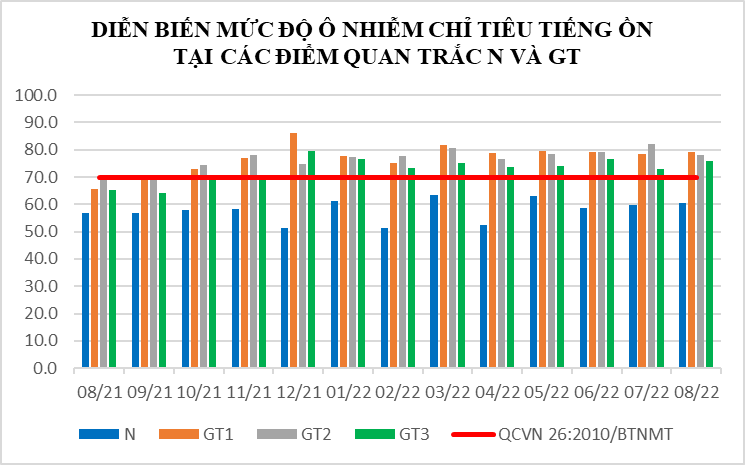 DIỄN BIẾN MỨC ĐỘ Ô NHIỄM CHỈ TIÊU TIẾNG ỒN
TẠI CÁC ĐIỂM QUAN TRẮC N VÀ GT
100.0
90.0
80.0
70.0
60.0
50.0
40.0
30.0
20.0
10.0
0.0
08/21 09/21 10/21 11/21 12/21 01/22 02/22 03/22 04/22 05/22 06/22 07/22 08/22
N GT1 GT2 GT3 QCVN 26:2010/BTNMT